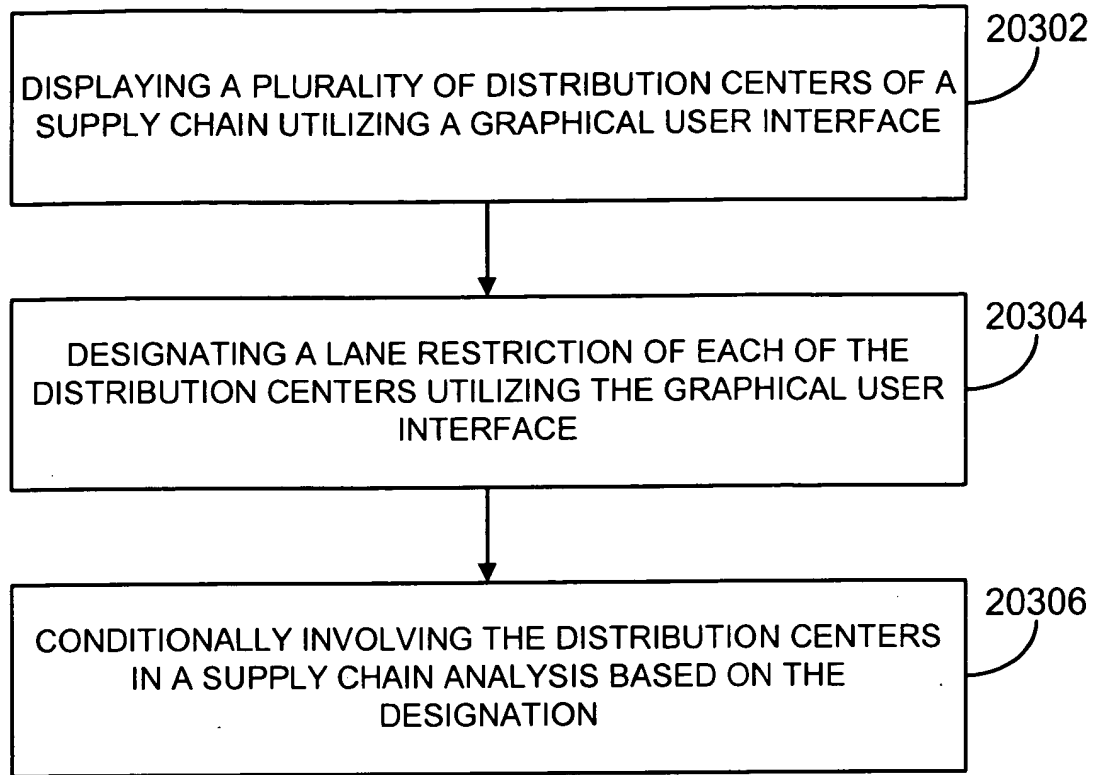 20302
DISPLAYING A PLURALITY OF DISTRIBUTION CENTERS OF A
SUPPLY CHAIN UTILIZING A GRAPHICAL USER INTERFACE
20304
DESIGNATING A LANE RESTRICTION OF EACH OF THE
DISTRIBUTION CENTERS UTILIZING THE GRAPHICAL USER
INTERFACE
20306
CONDITIONALLY INVOLVING THE DISTRIBUTION CENTERS
IN A SUPPLY CHAIN ANALYSIS BASED ON THE
DESIGNATION